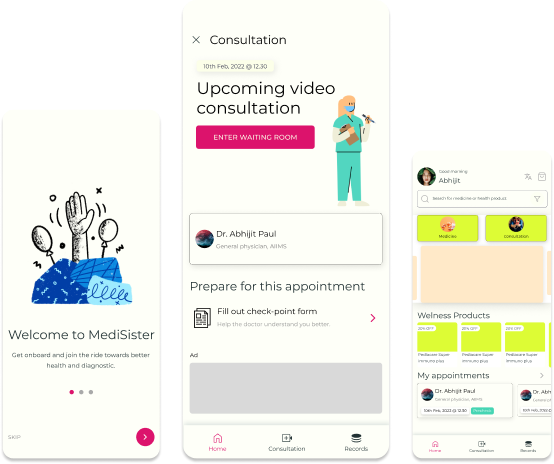 Welcome to MediSister
Get onboard and join the ride towards better
health and diagnostic.
SKIP
Consultation
10th Feb, 2022 @ 12.30
Upcoming video
consultation
ENTER WAITING ROOM
Dr. Abhijit Paul
General physician, AIIMS
Prepare for this appointment
Fill out check-point form
Help the doctor understand you better.
Ad
Home
Consultation
Records
Good morning
Abhijit
Search for medicine or health product
Medicine
Consultation
Welness Products
20% OFF
20% OFF
20% OFF
Pediasure Super
Immuno plus
Pediasure Super
Immuno plus
Pediasure Super
Immuno plus
My appointments
Dr. Abhijit Paul
General physician, AIIMS
10th Feb, 2022 @ 12.30
Home
Consultation
Records